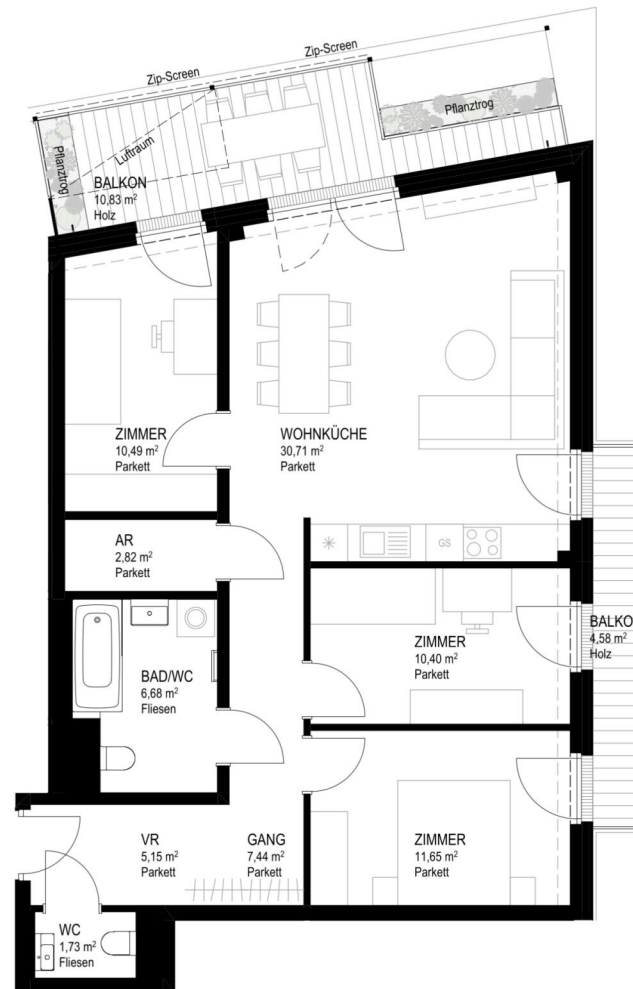 Zip-Screen
Zip-Screen
Pflanztrog
Luftraum
Pflanztrog
BALKON
10,83 m²
Holz
ZIMMER
10,49 m²
Parkett
WOHNKÜCHE
30,71 m²
Parkett
AR
2,82 m²
Parkett
GS
ZIMMER
10,40 m²
Parkett
BALKO
4,58 m²
Holz
BAD/WC
6,68 m²
Fliesen
VR
5,15 m²
Parkett
GANG
7,44 m²
Parkett
ZIMMER
11,65 m²
Parkett
WC
1,73 m²
Fliesen